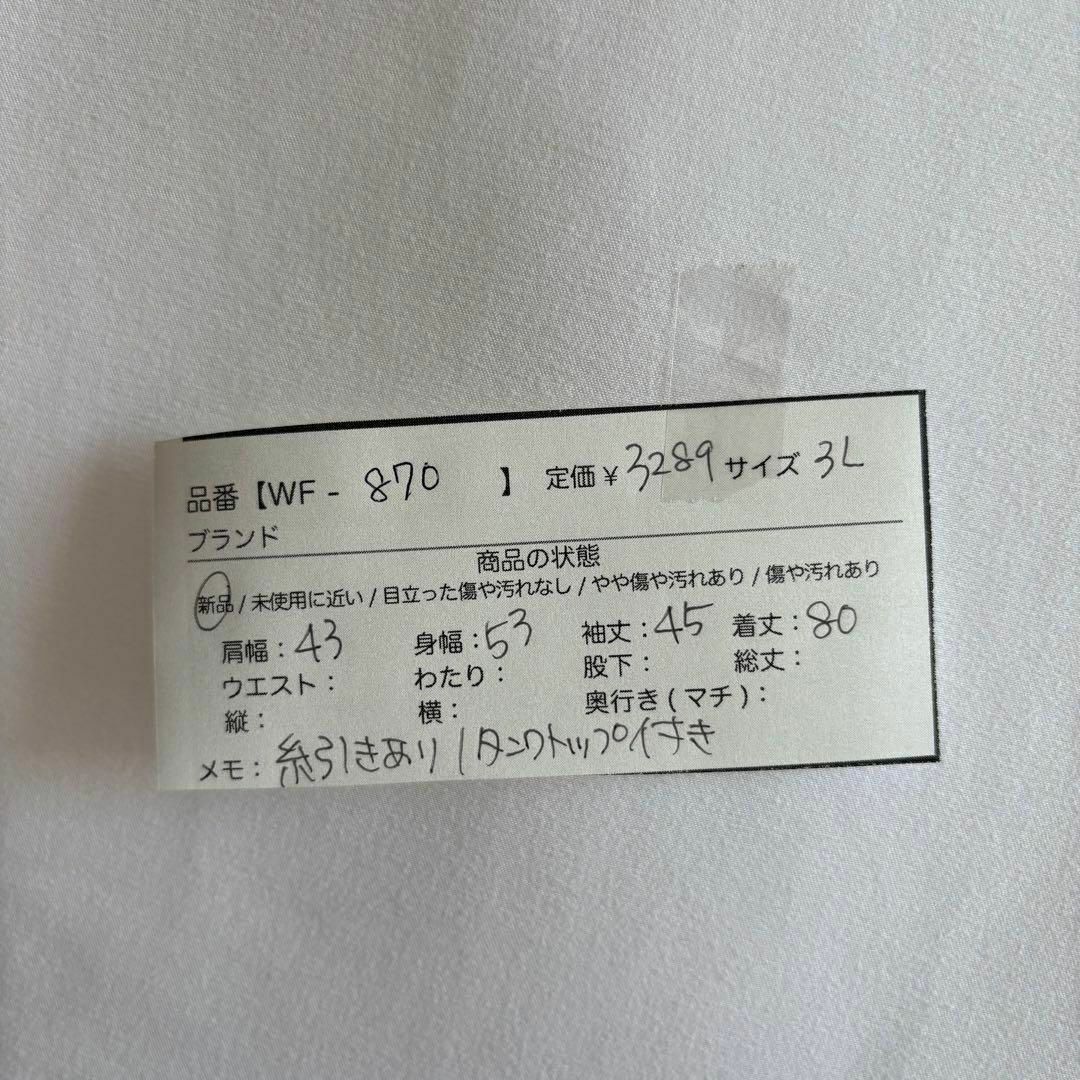 品番【WF - 870 】 定価¥3289 サイズ 3L
ブランド
商品の状態
新品/未使用に近い/目立った傷や汚れなし/やや傷や汚れあり/傷や汚れあり
肩幅:43 身幅:53 袖丈:45 着丈:80
ウエスト: わたり: 股下: 総丈:
縦: 横: 奥行き(マチ):
メモ:糸引きあり/タンクトップ付き